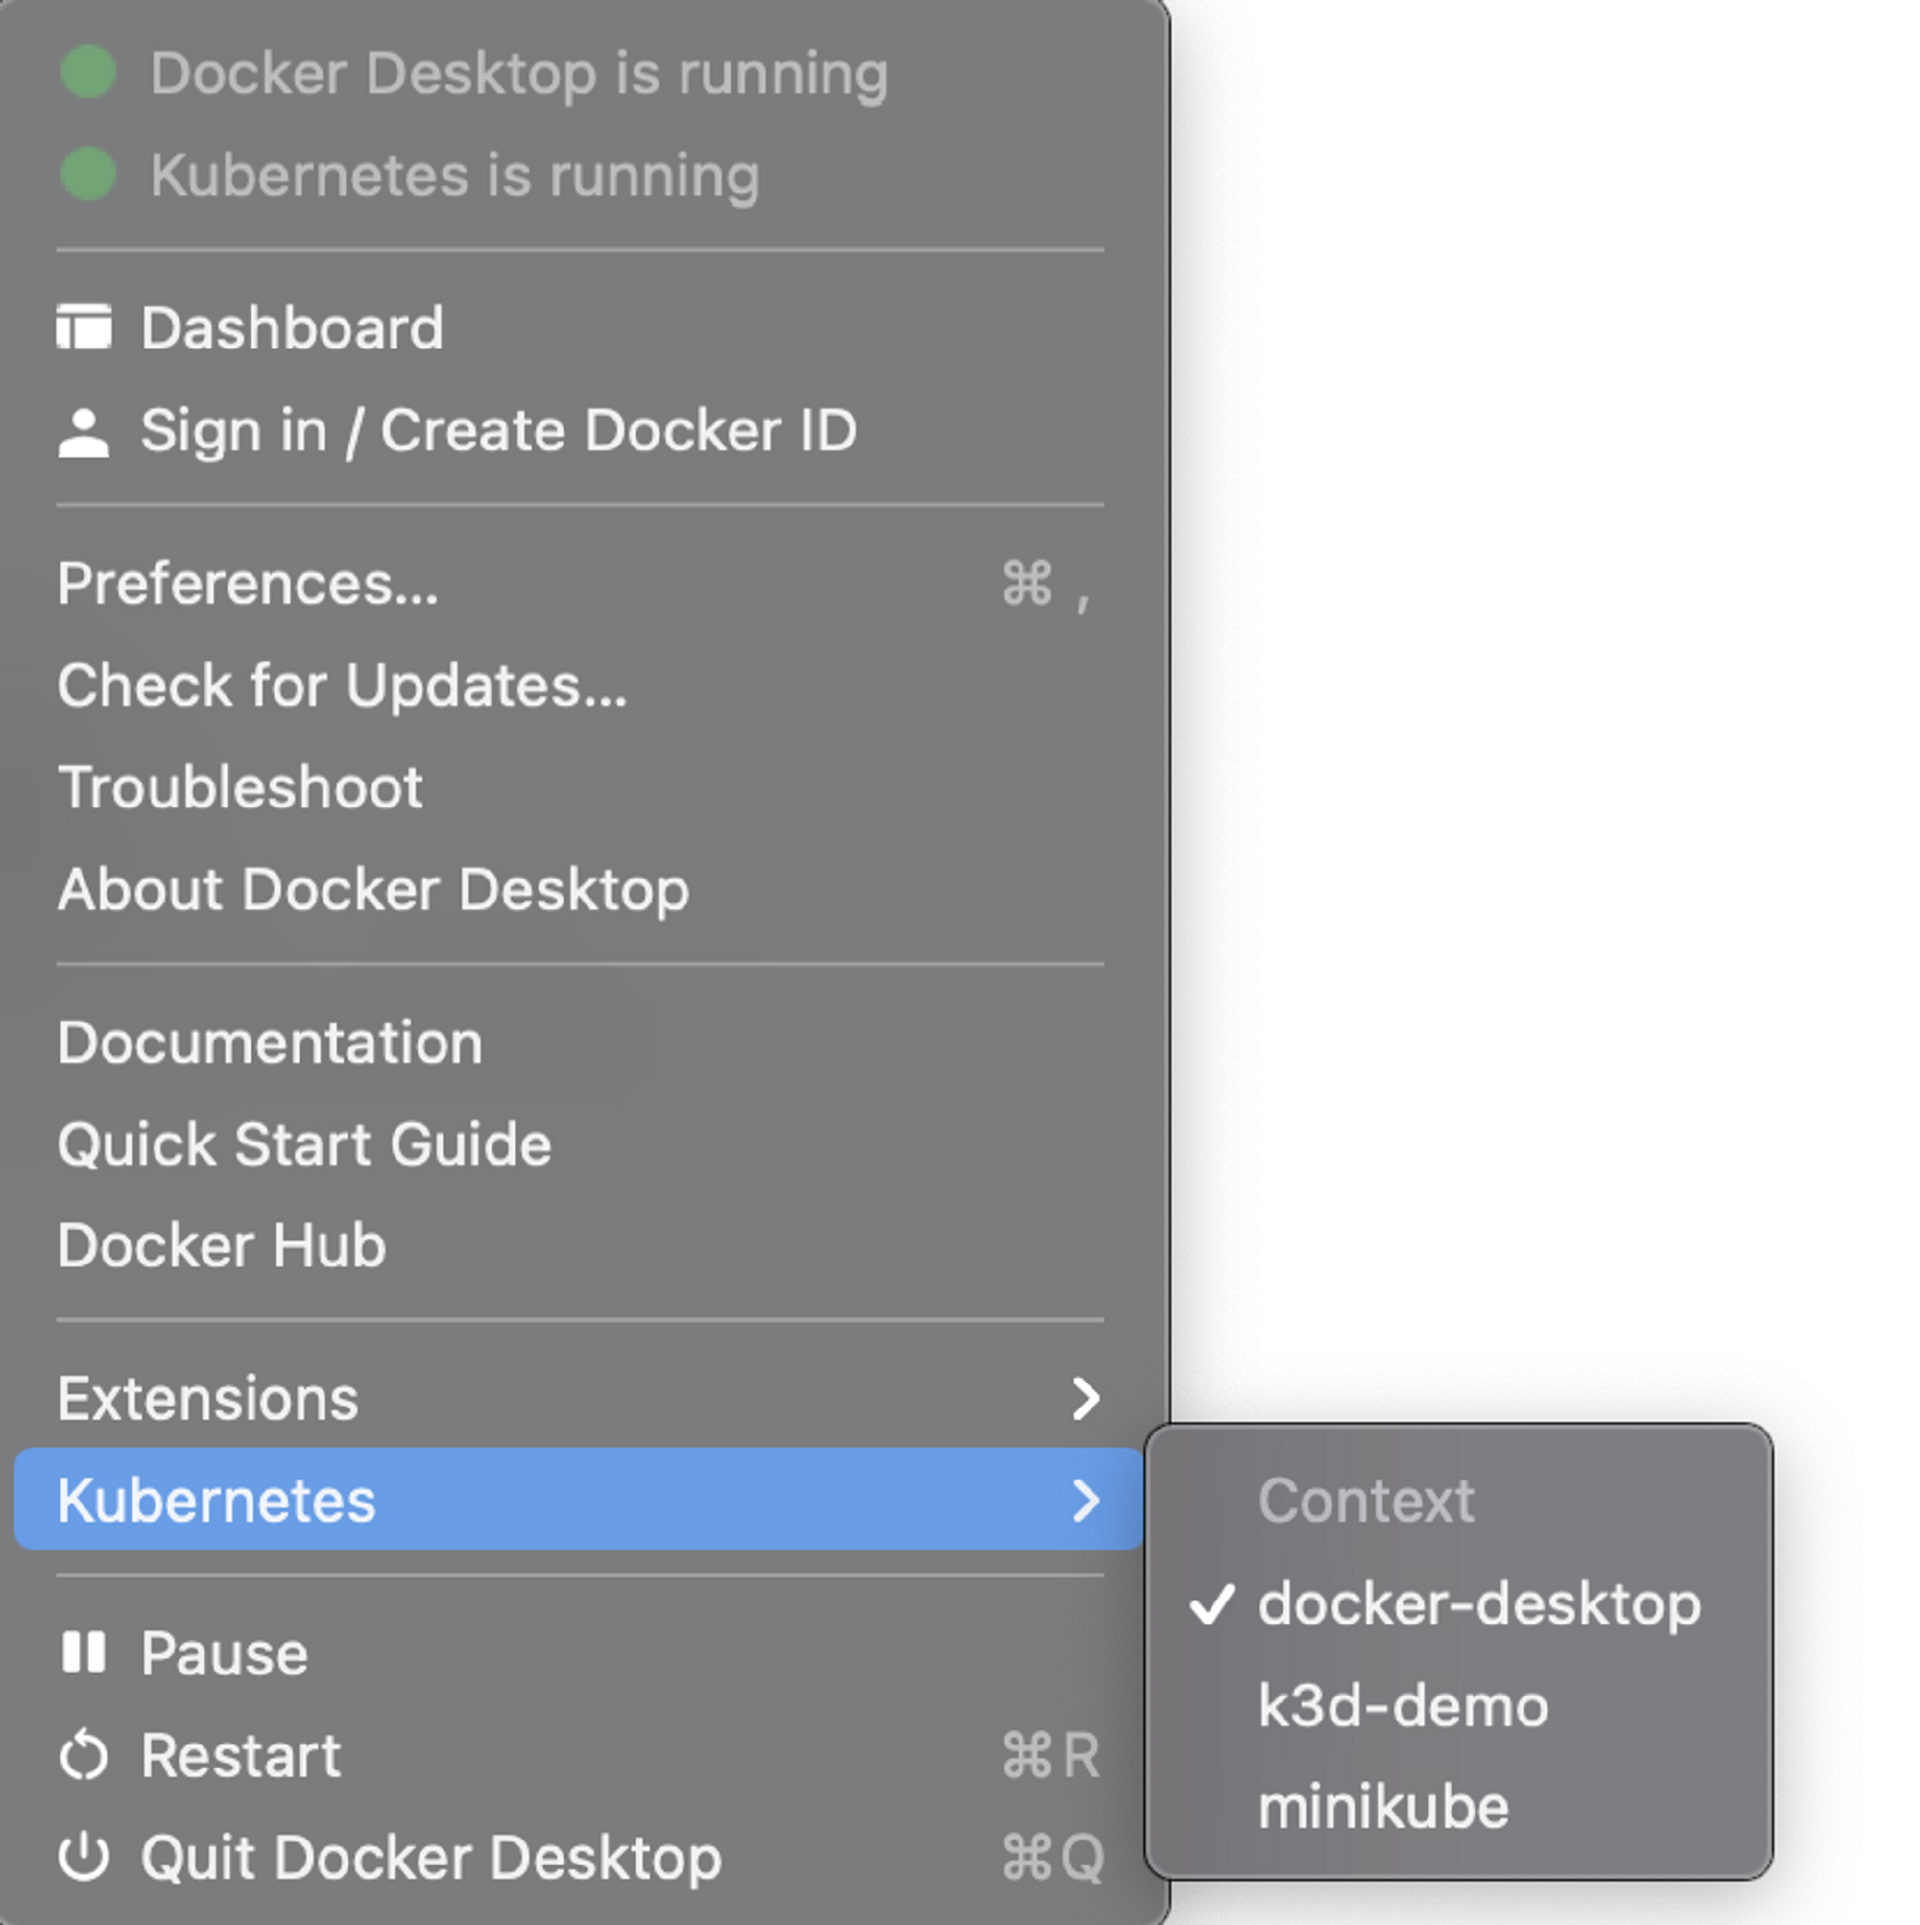 Docker Desktop is running
Kubernetes is running
Dashboard
Sign in / Create Docker ID
Preferences... ⌘ ,
Check for Updates...
Troubleshoot
About Docker Desktop
Documentation
Quick Start Guide
Docker Hub
Extensions
Kubernetes
Context
docker-desktop
k3d-demo
minikube
Pause
Restart ⌘R
Quit Docker Desktop ⌘Q